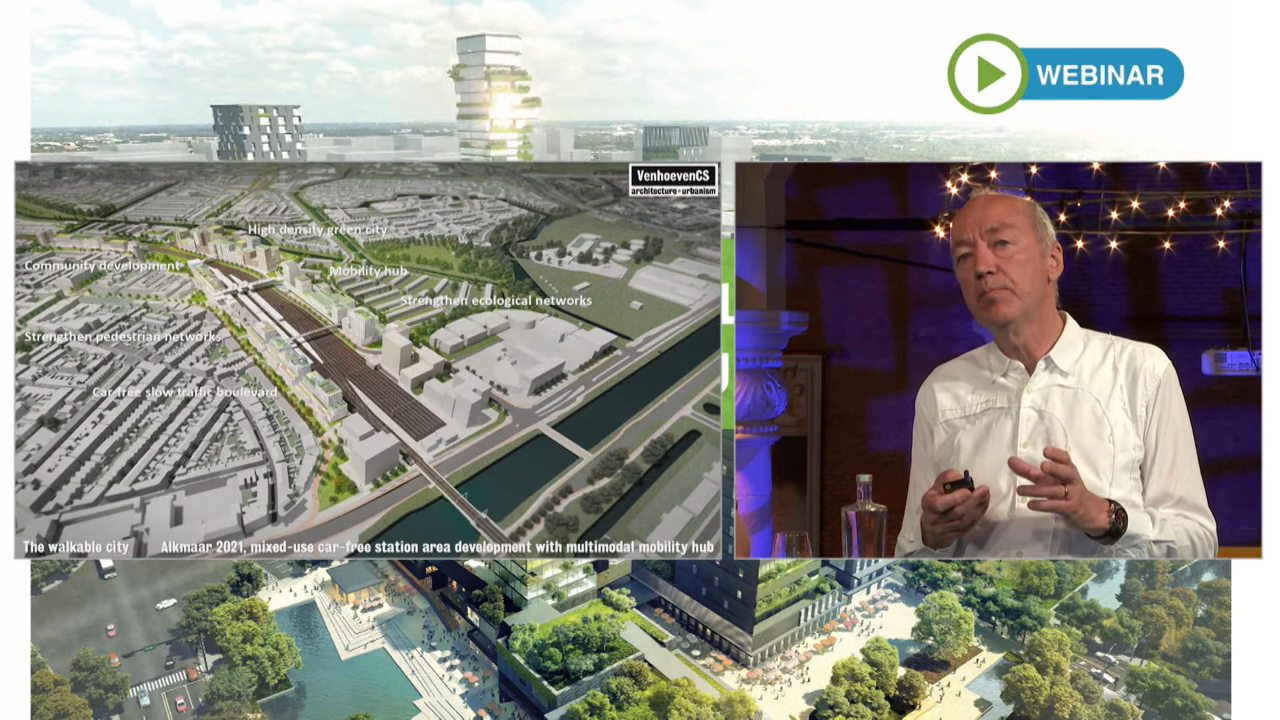 WEBINAR
VenhoevenCS
architecture+urbanism
High density green city
Community development
Mobility hub
Strengthen ecological networks
Strengthen pedestrian networks
Car free slow traffic boulevard
The walkable city
Alkmaar 2021, mixed-use car-free station area development with multimodal mobility hub